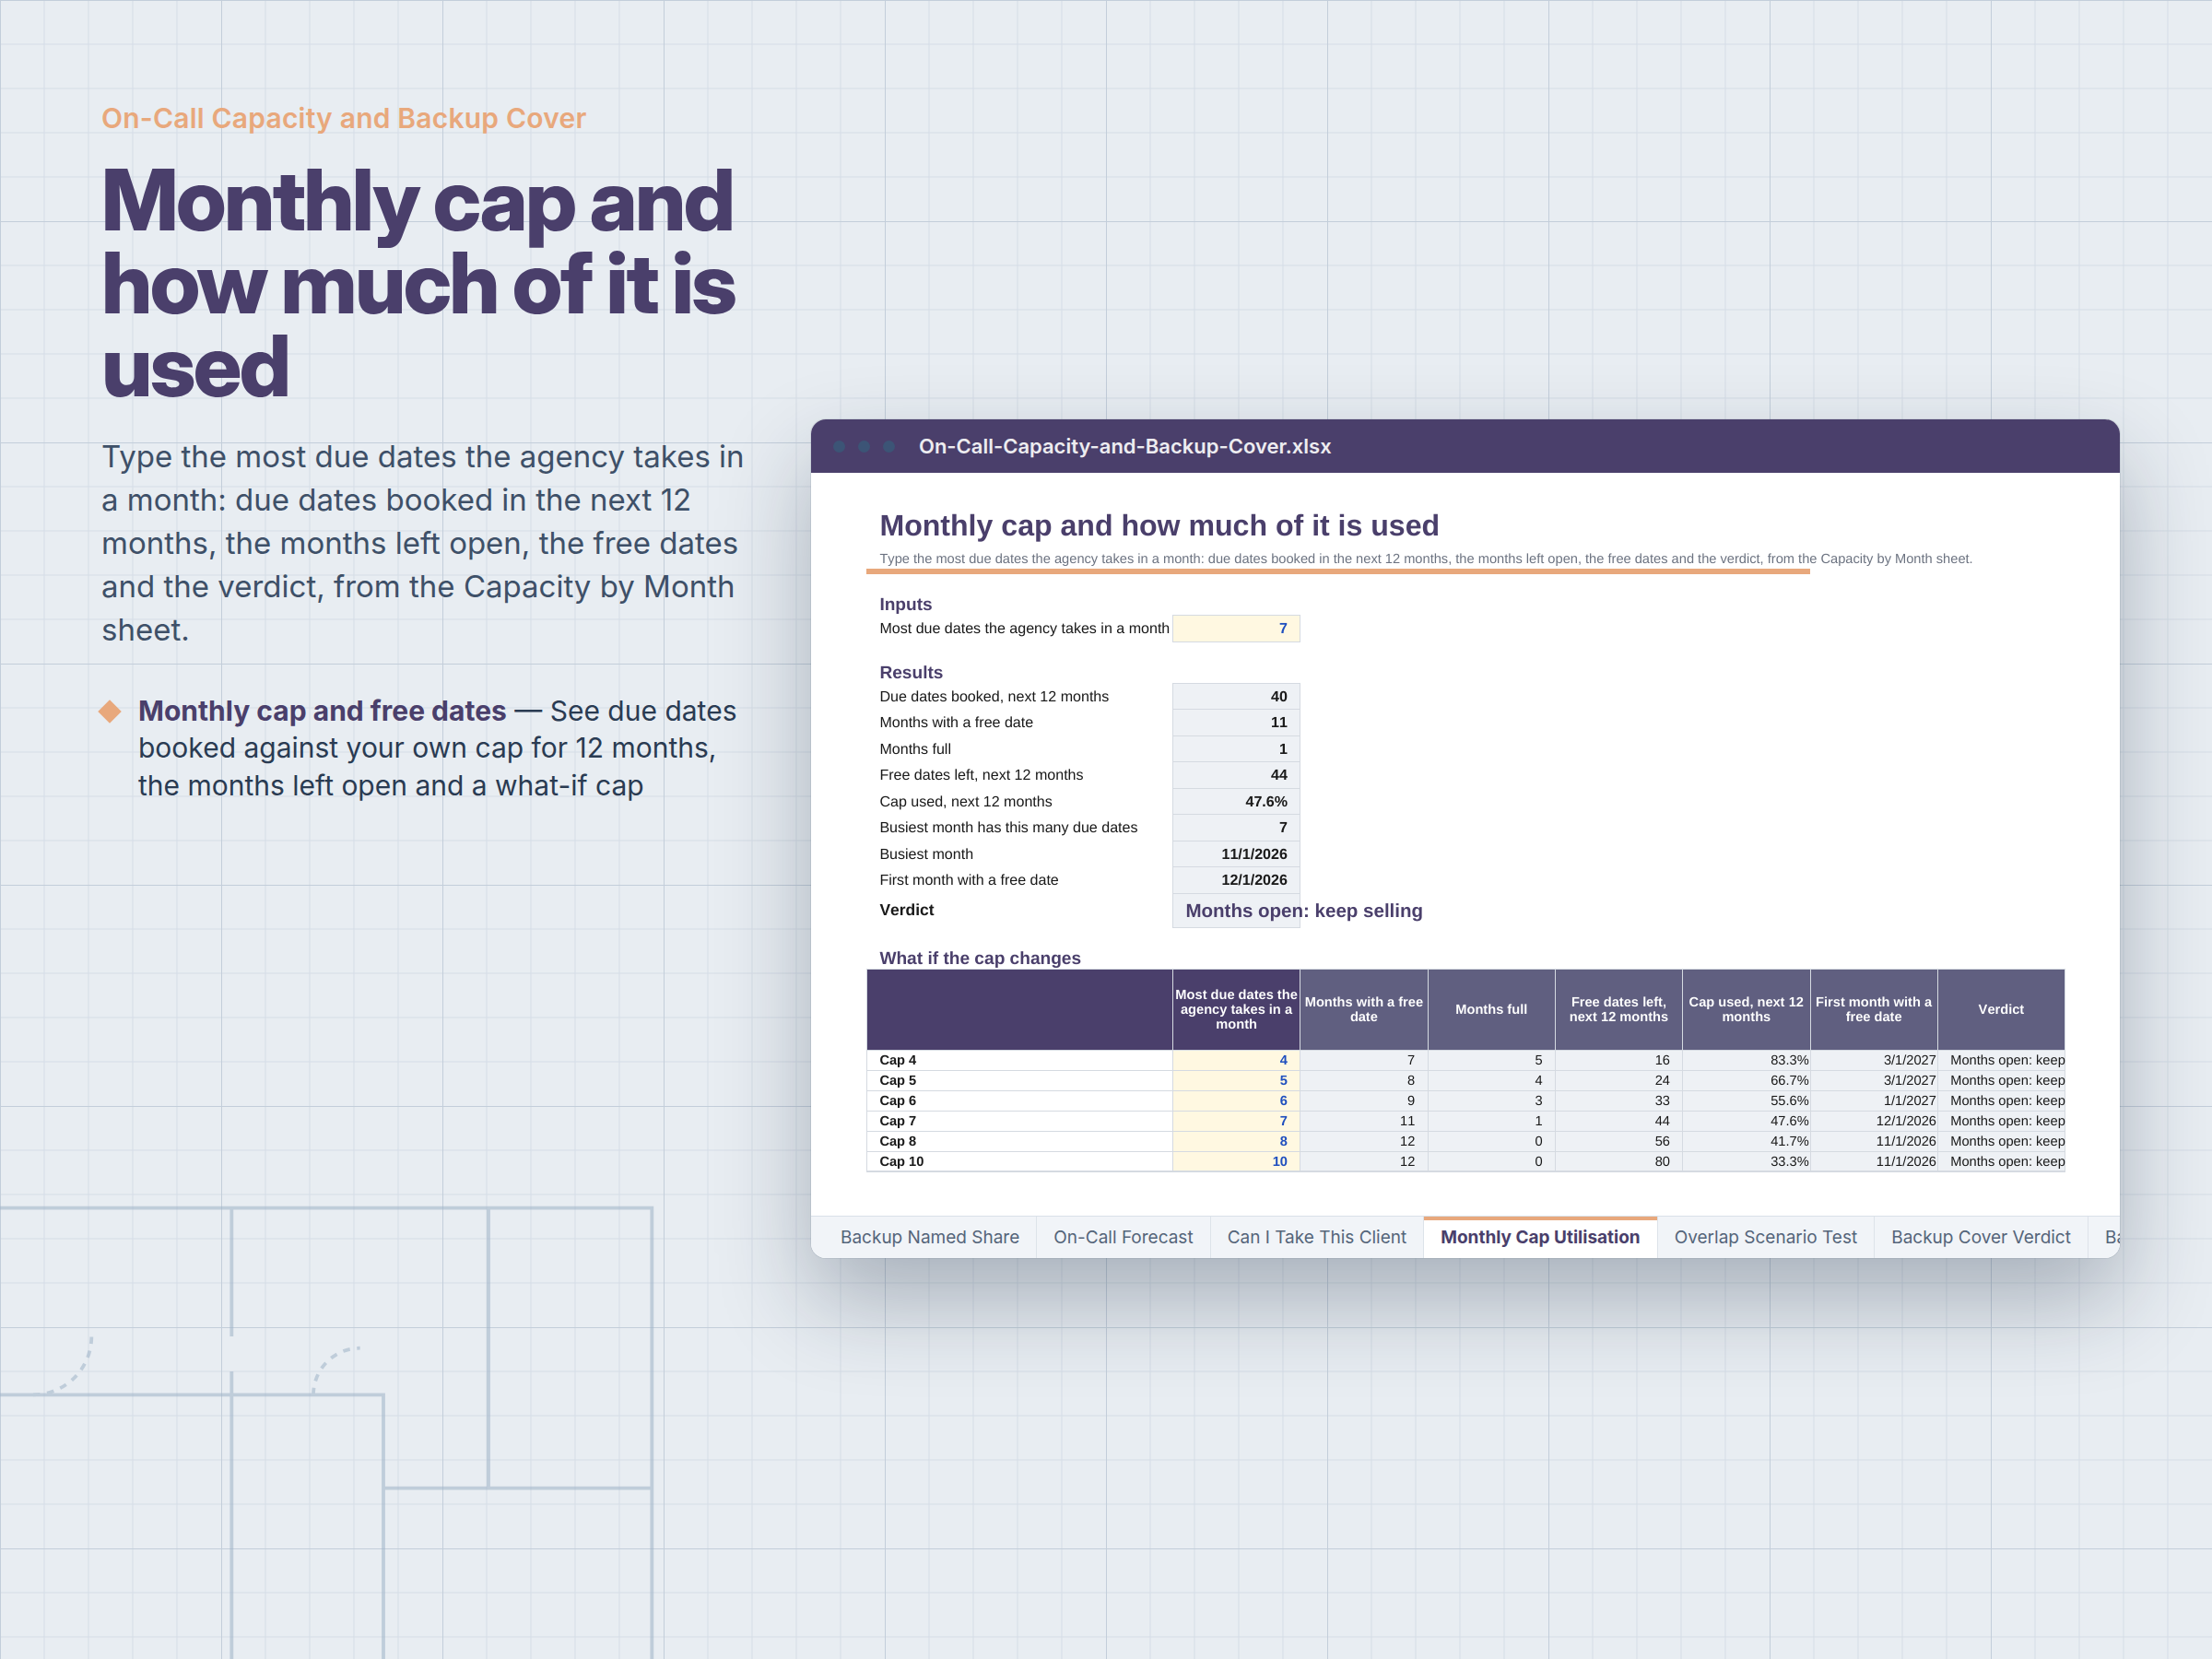 On-Call Capacity and Backup Cover
Monthly cap and
how much of it is
used
Type the most due dates the agency takes in
a month: due dates booked in the next 12
months, the months left open, the free dates
and the verdict, from the Capacity by Month
sheet.
Monthly cap and free dates — See due dates
booked against your own cap for 12 months,
the months left open and a what-if cap
On-Call-Capacity-and-Backup-Cover.xlsx
Monthly cap and how much of it is used
Type the most due dates the agency takes in a month: due dates booked in the next 12 months, the months left open, the free dates and the verdict, from the Capacity by Month sheet.
Inputs
Most due dates the agency takes in a month 7
Results
Due dates booked, next 12 months 40
Months with a free date 11
Months full 1
Free dates left, next 12 months 44
Cap used, next 12 months 47.6%
Busiest month has this many due dates 7
Busiest month 11/1/2026
First month with a free date 12/1/2026
Verdict Months open: keep selling
What if the cap changes
Most due dates the agency takes in a month Months with a free date Months full Free dates left, next 12 months Cap used, next 12 months First month with a free date Verdict
Cap 4 4 7 5 16 83.3% 3/1/2027 Months open: keep
Cap 5 5 8 4 24 66.7% 3/1/2027 Months open: keep
Cap 6 6 9 3 33 55.6% 1/1/2027 Months open: keep
Cap 7 7 11 1 44 47.6% 12/1/2026 Months open: keep
Cap 8 8 12 0 56 41.7% 11/1/2026 Months open: keep
Cap 10 10 12 0 80 33.3% 11/1/2026 Months open: keep
Backup Named Share On-Call Forecast Can I Take This Client Monthly Cap Utilisation Overlap Scenario Test Backup Cover Verdict